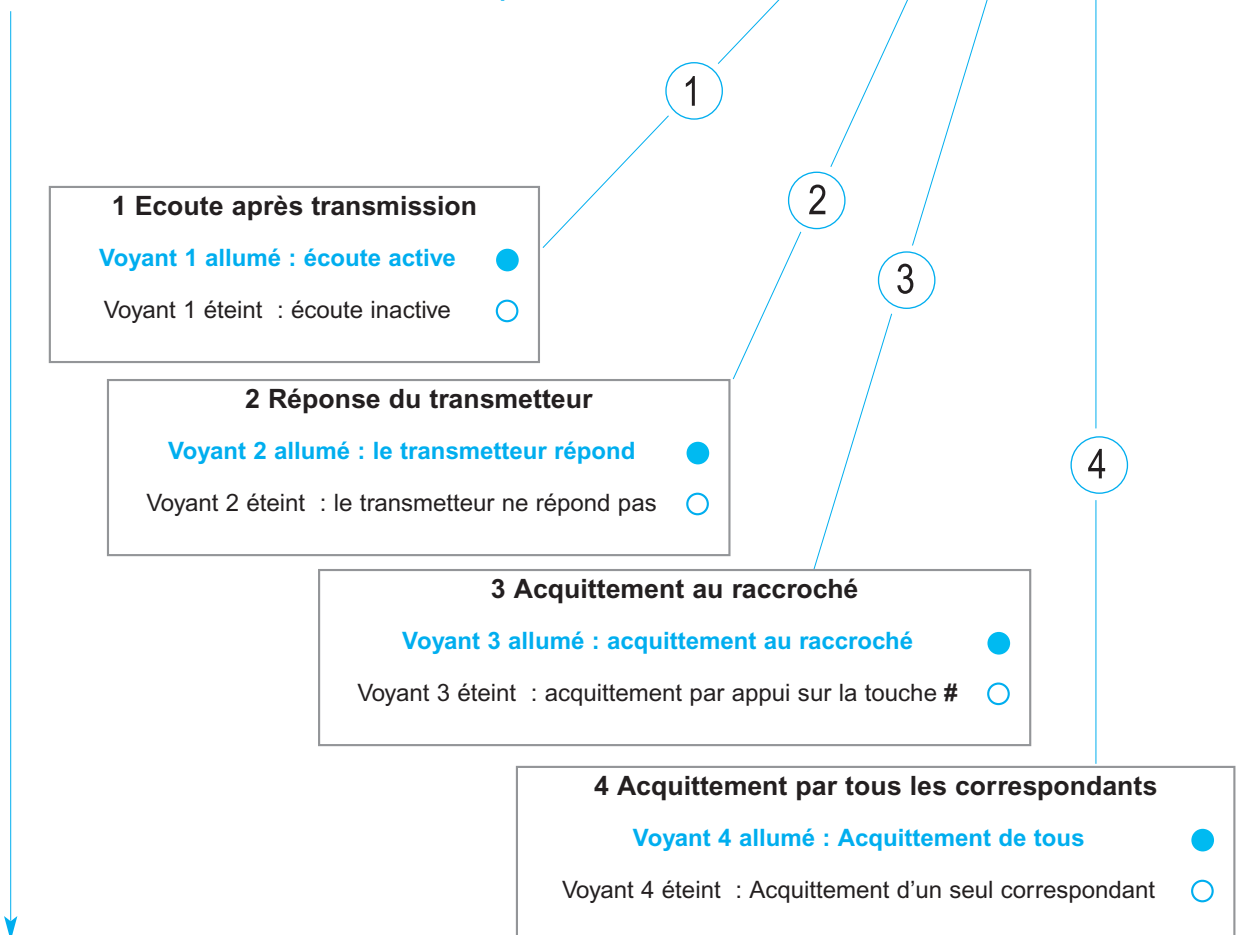 1
2
3
4
1 Ecoute après transmission
Voyant 1 allumé : écoute active
Voyant 1 éteint : écoute inactive
2 Réponse du transmetteur
Voyant 2 allumé : le transmetteur répond
Voyant 2 éteint : le transmetteur ne répond pas
3 Acquittement au raccroché
Voyant 3 allumé : acquittement au raccroché
Voyant 3 éteint : acquittement par appui sur la touche #
4 Acquittement par tous les correspondants
Voyant 4 allumé : Acquittement de tous
Voyant 4 éteint : Acquittement d’un seul correspondant